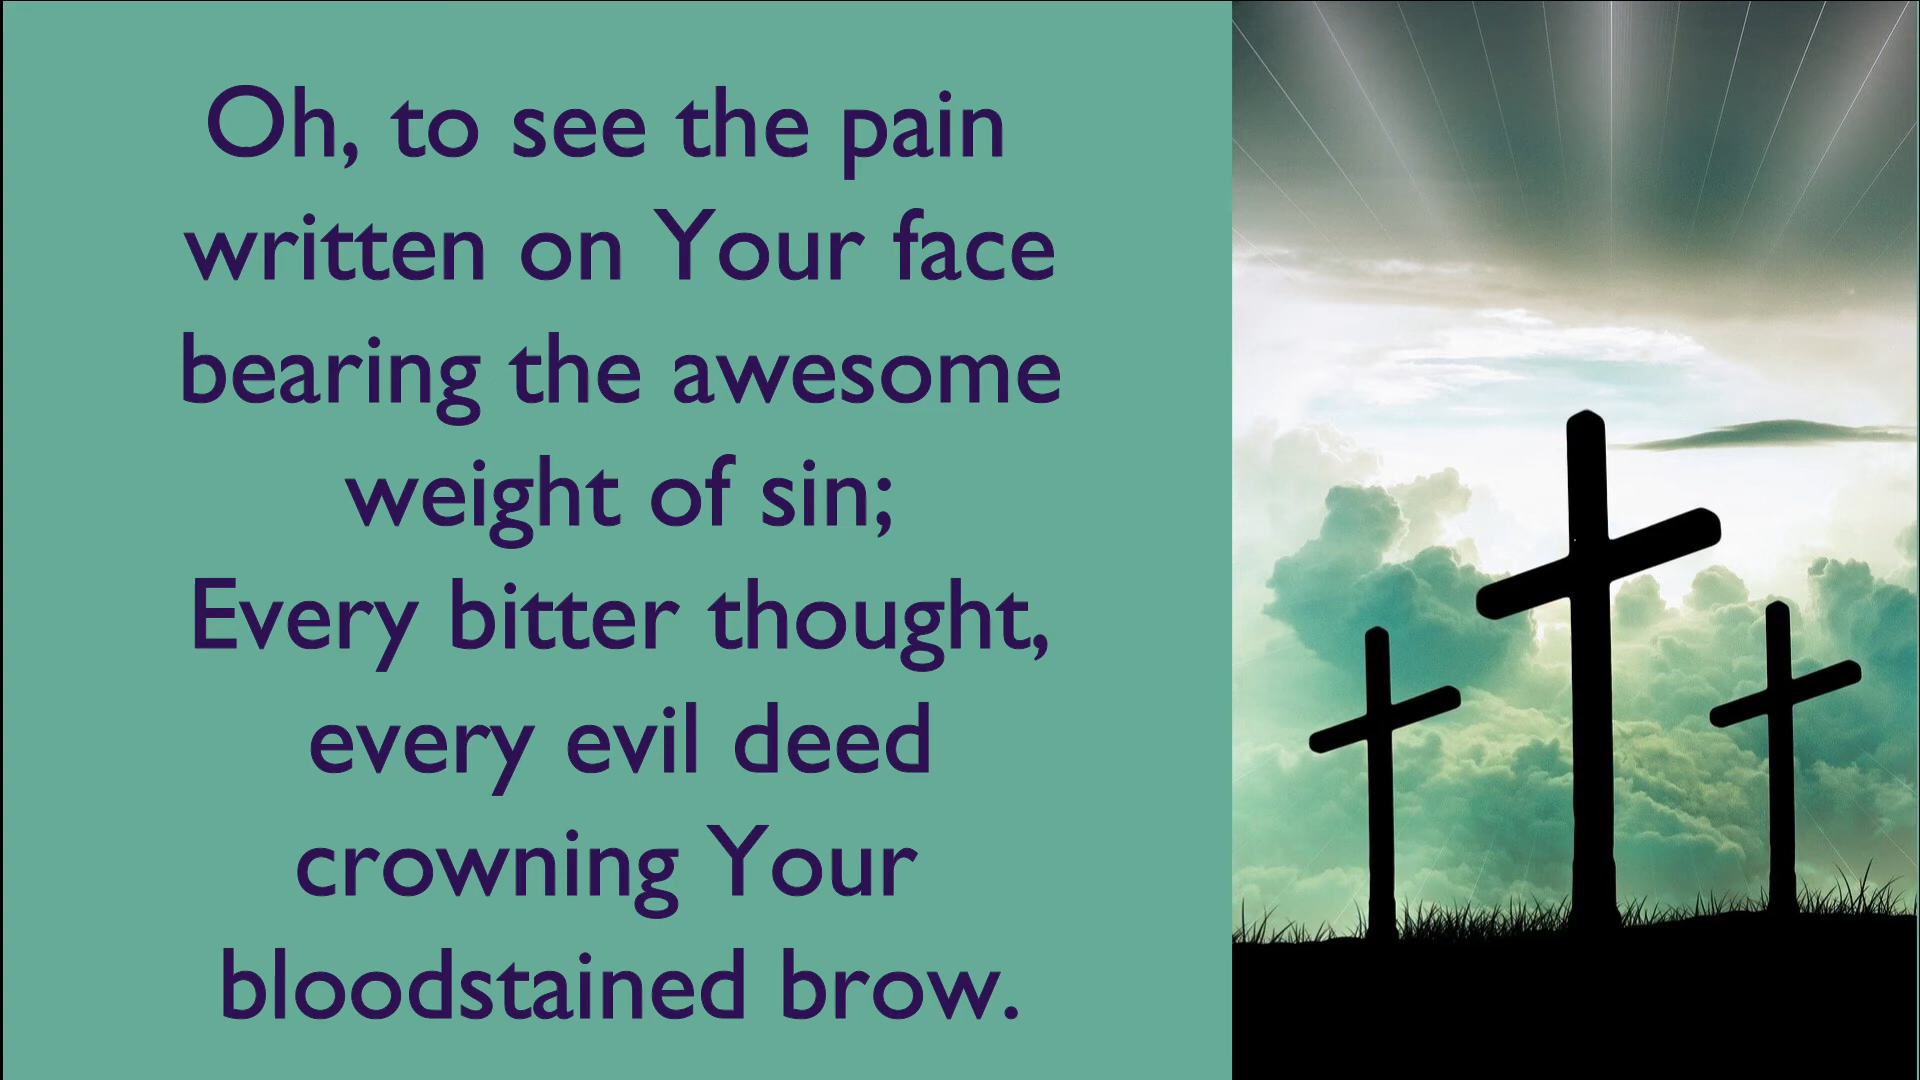 Oh, to see the pain
written on Your face
bearing the awesome
weight of sin;
Every bitter thought,
every evil deed
crowning Your
bloodstained brow.